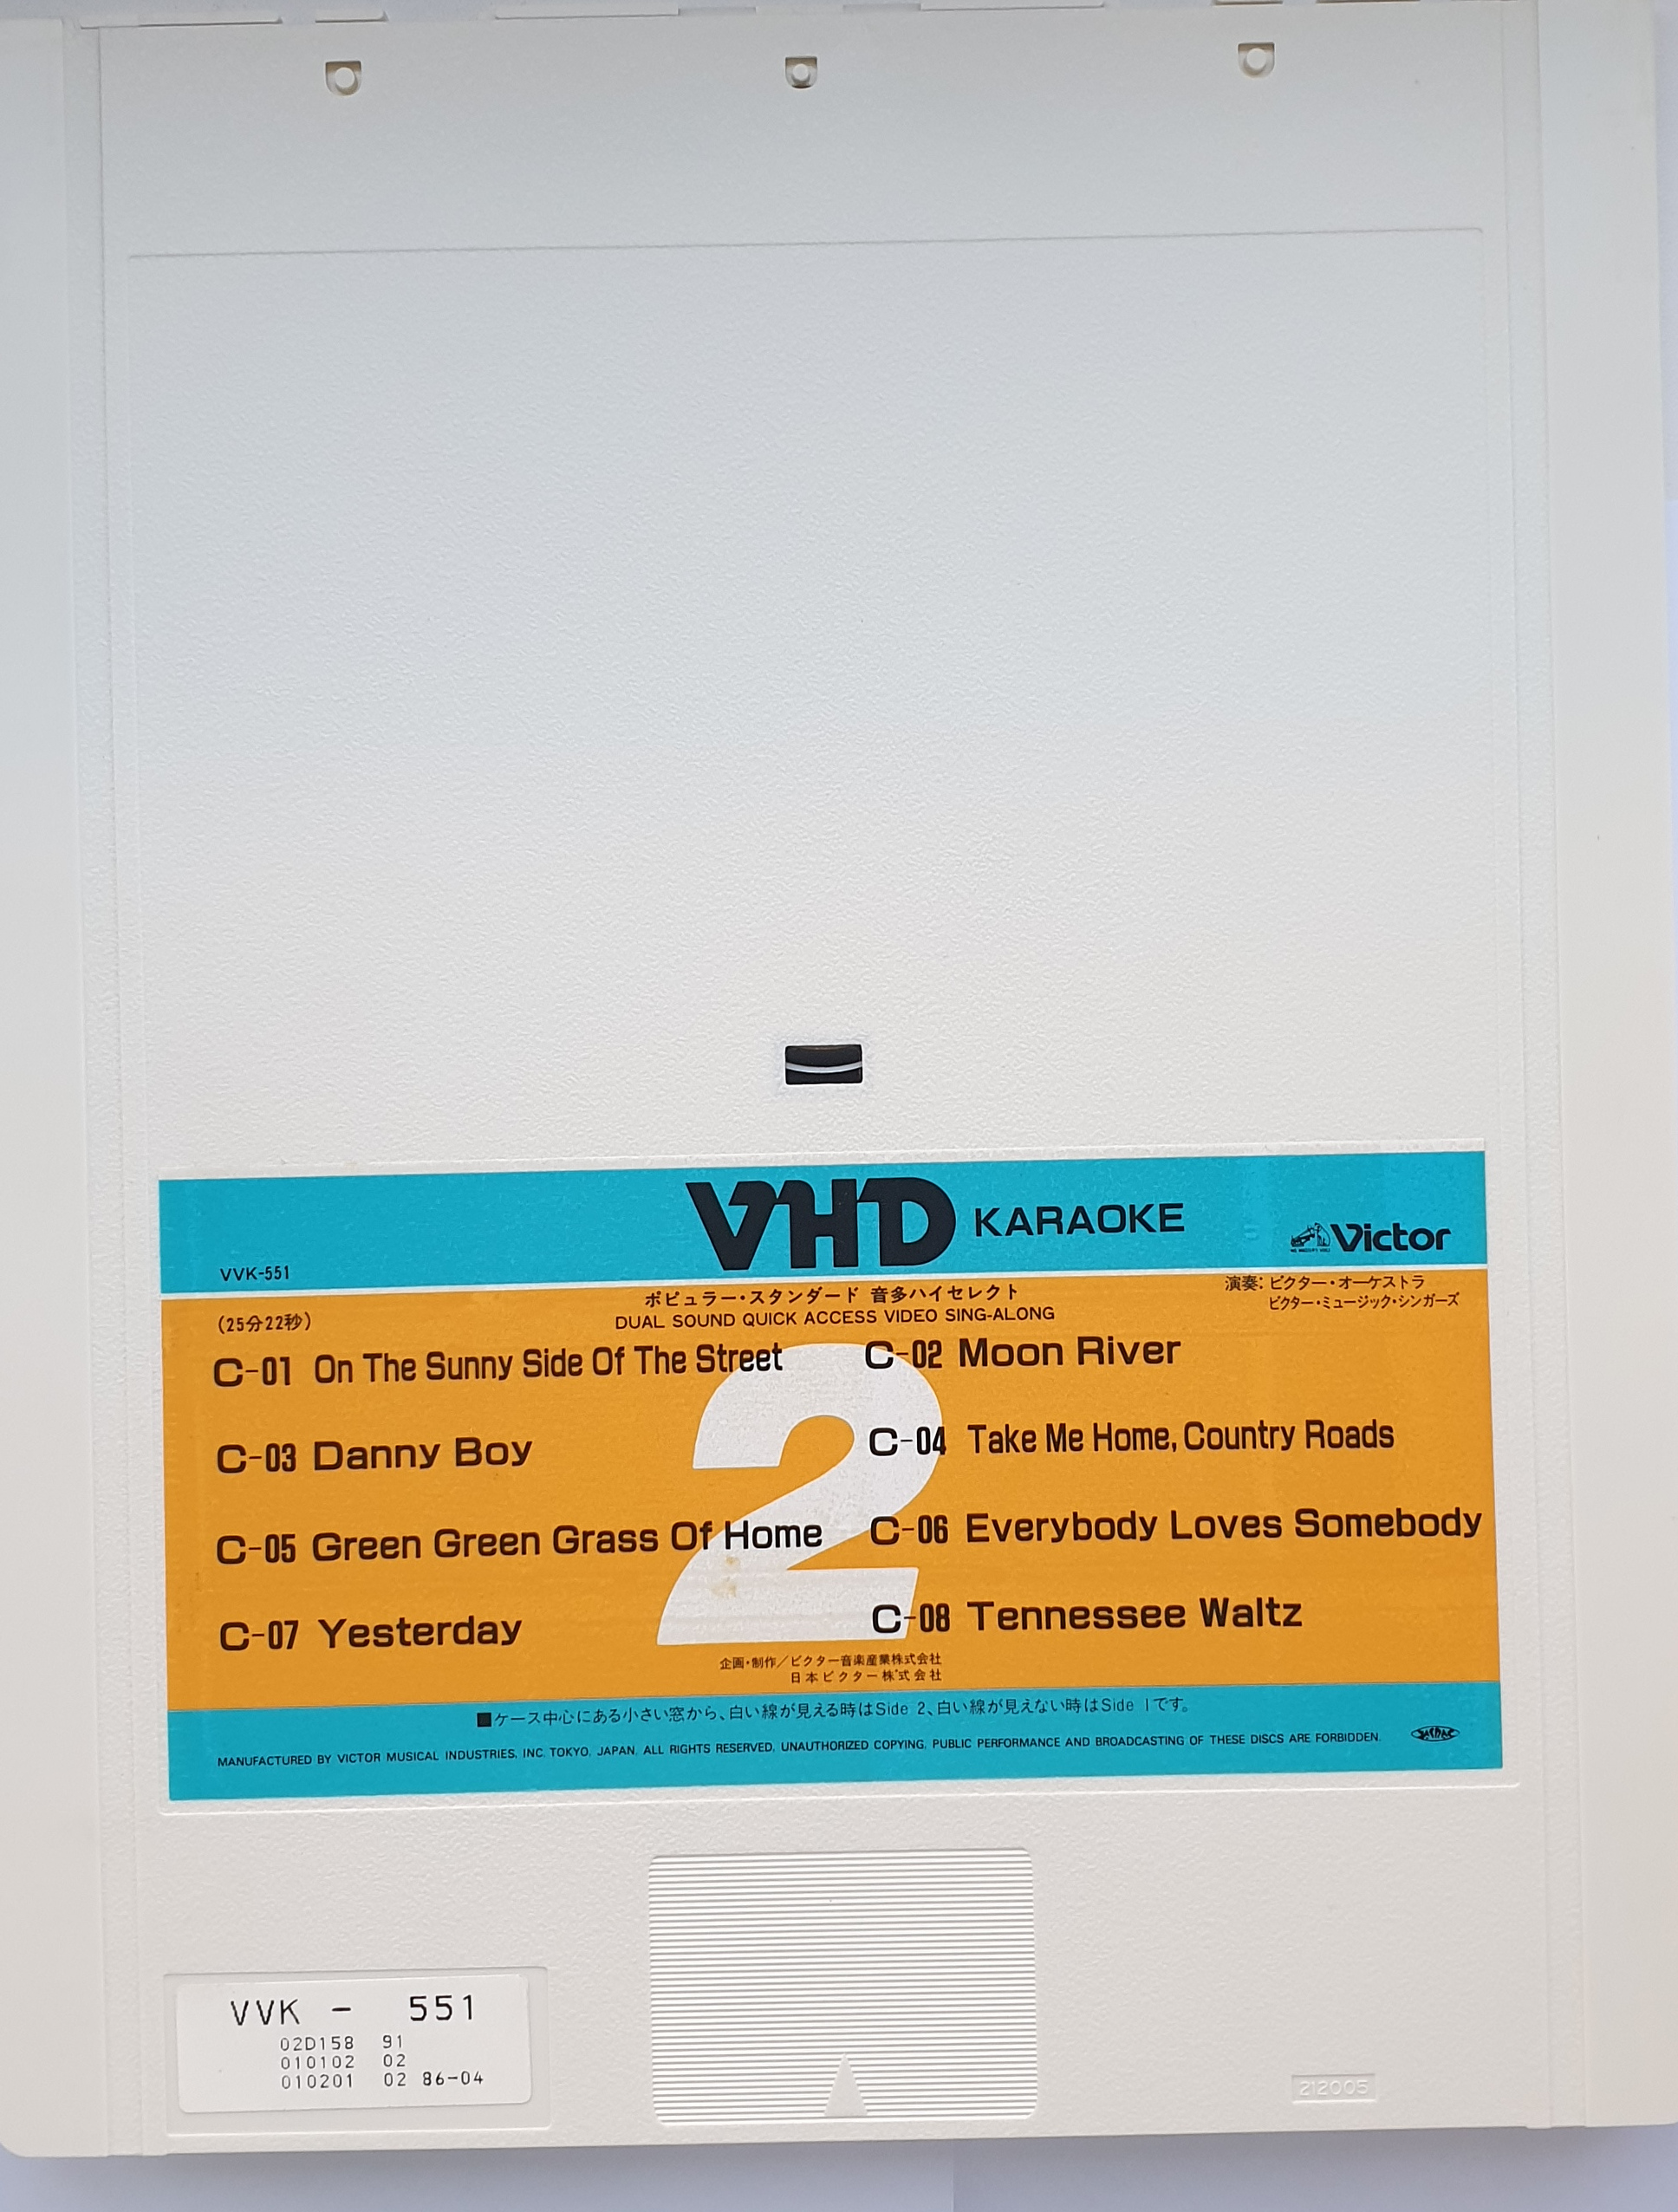 VHD KARAOKE
Victor
VVK-551
ポピュラー・スタンダード 音多ハイセレクト
DUAL SOUND QUICK ACCESS VIDEO SING-ALONG
演奏: ビクター・オーケストラ
ビクター・ミュージック・シンガーズ
(25分22秒)
2
C-01 On The Sunny Side Of The Street
C-02 Moon River
C-03 Danny Boy
C-04 Take Me Home, Country Roads
C-05 Green Green Grass Of Home
C-06 Everybody Loves Somebody
C-07 Yesterday
C-08 Tennessee Waltz
企画・制作/ビクター音楽産業株式会社
日本ビクター株式会社
■ケース中心にある小さい窓から、白い線が見える時はSide 2、白い線が見えない時はSide 1です。
MANUFACTURED BY VICTOR MUSICAL INDUSTRIES, INC. TOKYO, JAPAN. ALL RIGHTS RESERVED. UNAUTHORIZED COPYING, PUBLIC PERFORMANCE AND BROADCASTING OF THESE DISCS ARE FORBIDDEN.
VVK - 551
02D158 91
010102 02
010201 02 86-04
212005